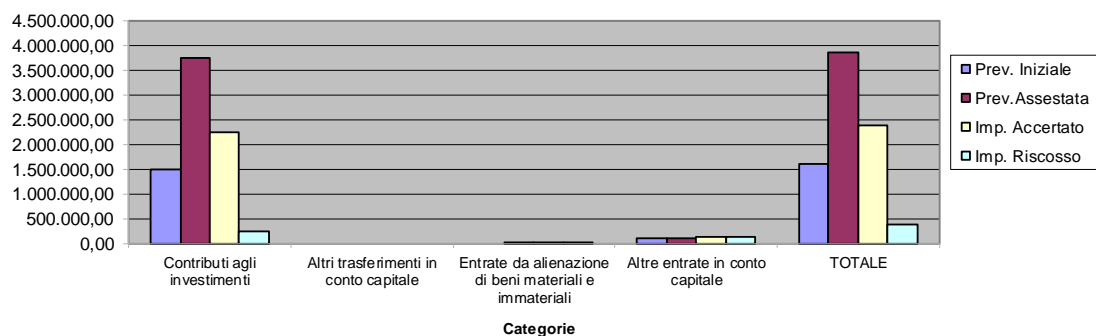 4.500.000,00
4.000.000,00
3.500.000,00
3.000.000,00
2.500.000,00
2.000.000,00
1.500.000,00
1.000.000,00
500.000,00
0,00
Contributi agli
investimenti
Altri trasferimenti in
conto capitale
Entrate da alienazione
di beni materiali e
immateriali
Altre entrate in conto
capitale
TOTALE
Categorie
Prev. Iniziale
Prev.Assestata
Imp. Accertato
Imp. Riscosso